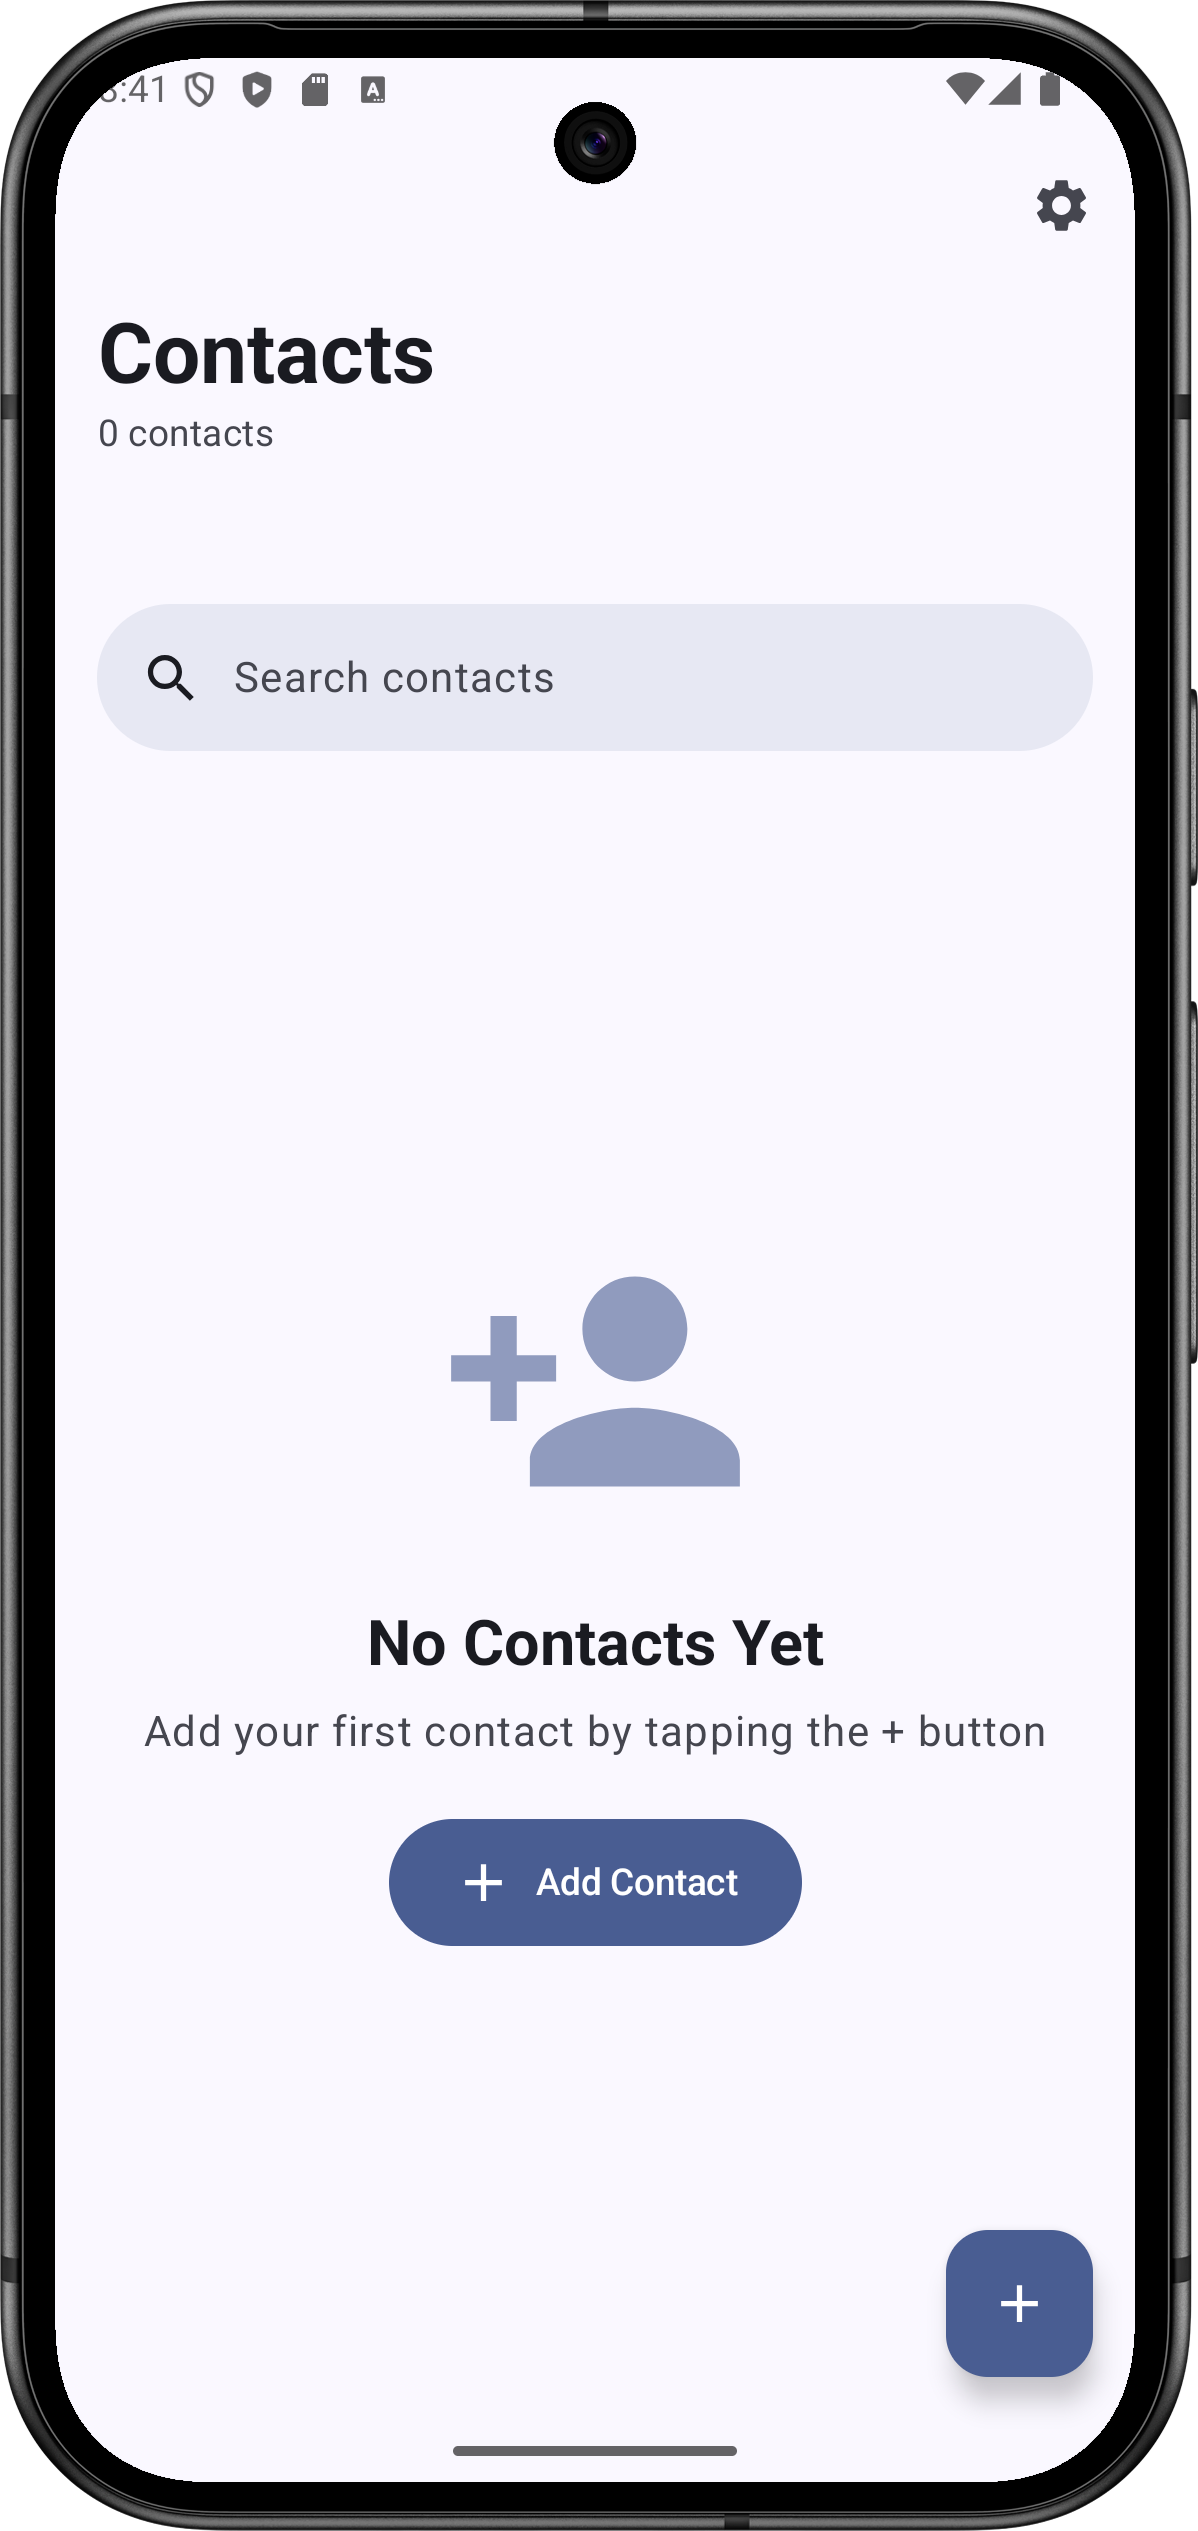 :41
Contacts
0 contacts
Search contacts
No Contacts Yet
Add your first contact by tapping the + button
+ Add Contact
+